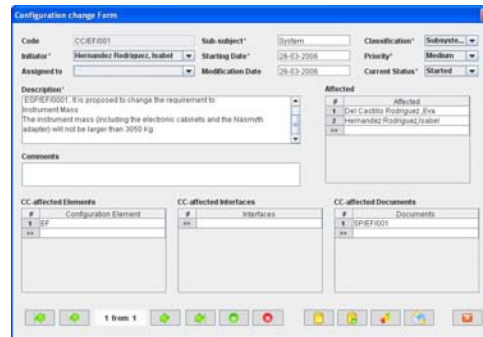 Configuration change Form
Code CC/EF/001 Sub-subject* System Classification* Subsyste...
Initiator* Hernandez Rodriguez, Isabel Starting Date* 26-03-2006 Priority* Medium
Assigned to Modification Date 26-03-2006 Current Status* Started
Description*
ESP/EF/0001. It is proposed to change the requirement to:
Instrument Mass
The instrument mass (including the electronic cabinets and the Nasmyth
adapter) will not be larger than 3050 Kg.
Affected
# Affected
1 Del Castillo Rodriguez ,Eva
2 Hernandez Rodriguez,Isabel
>>
Comments
CC-affected Elements CC-affected Interfaces CC-affected Documents
# Configuration Element # Interfaces # Documents
1 EF >> 1 SP/EF/001
>> >>
1 from 1